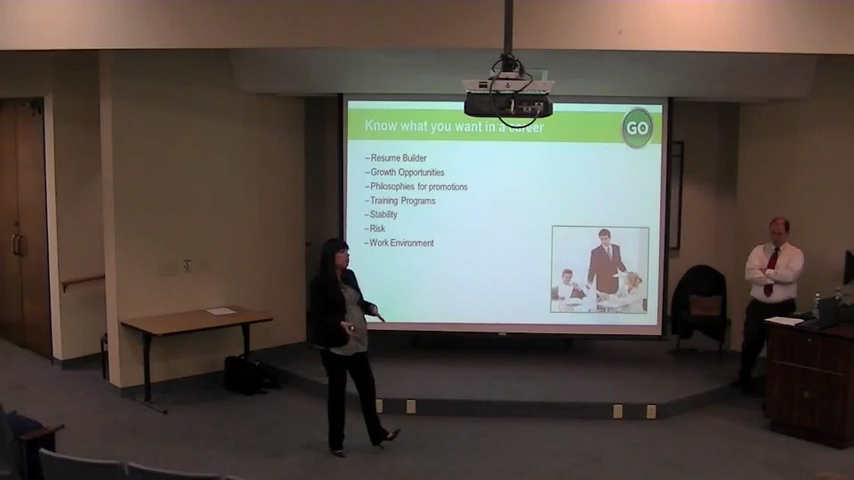 Know what you want in a career
GO
–Resume Builder
–Growth Opportunities
–Philosophies for promotions
–Training Programs
–Stability
–Risk
–Work Environment